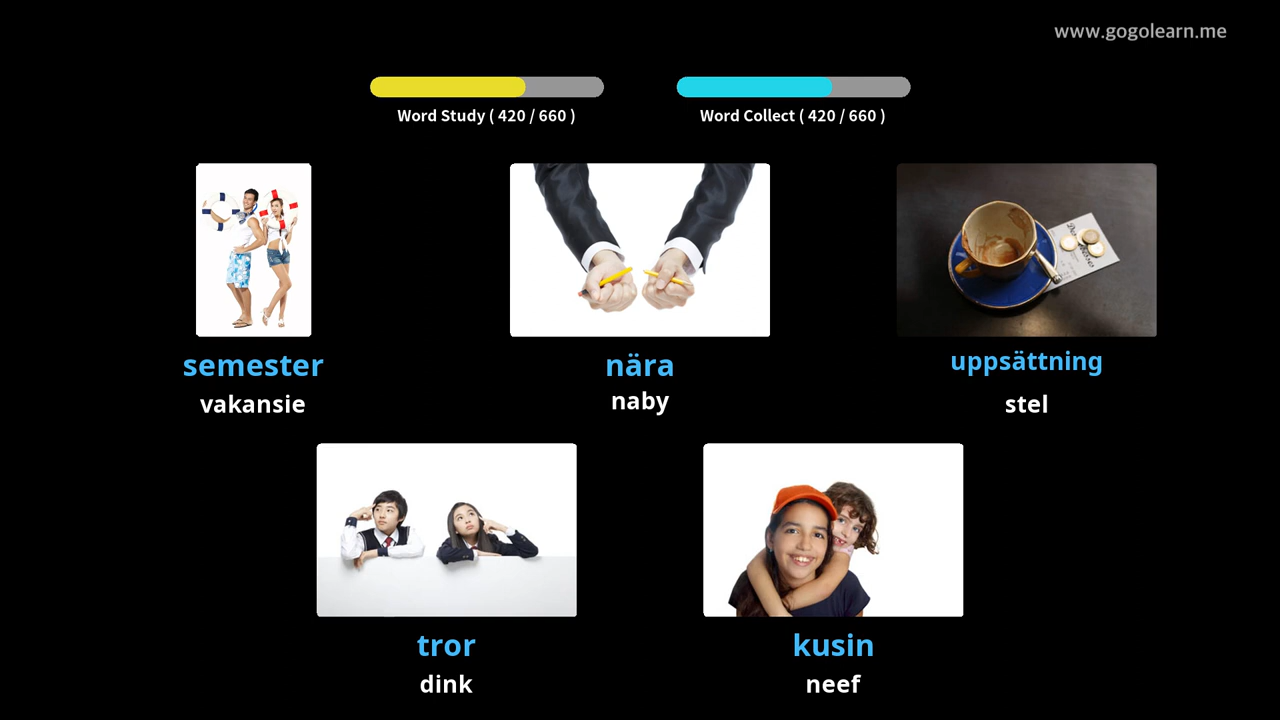 www.gogolearn.me
Word Study ( 420 / 660 )
Word Collect ( 420 / 660 )
semester
vakansie
nära
naby
uppsättning
stel
tror
dink
kusin
neef